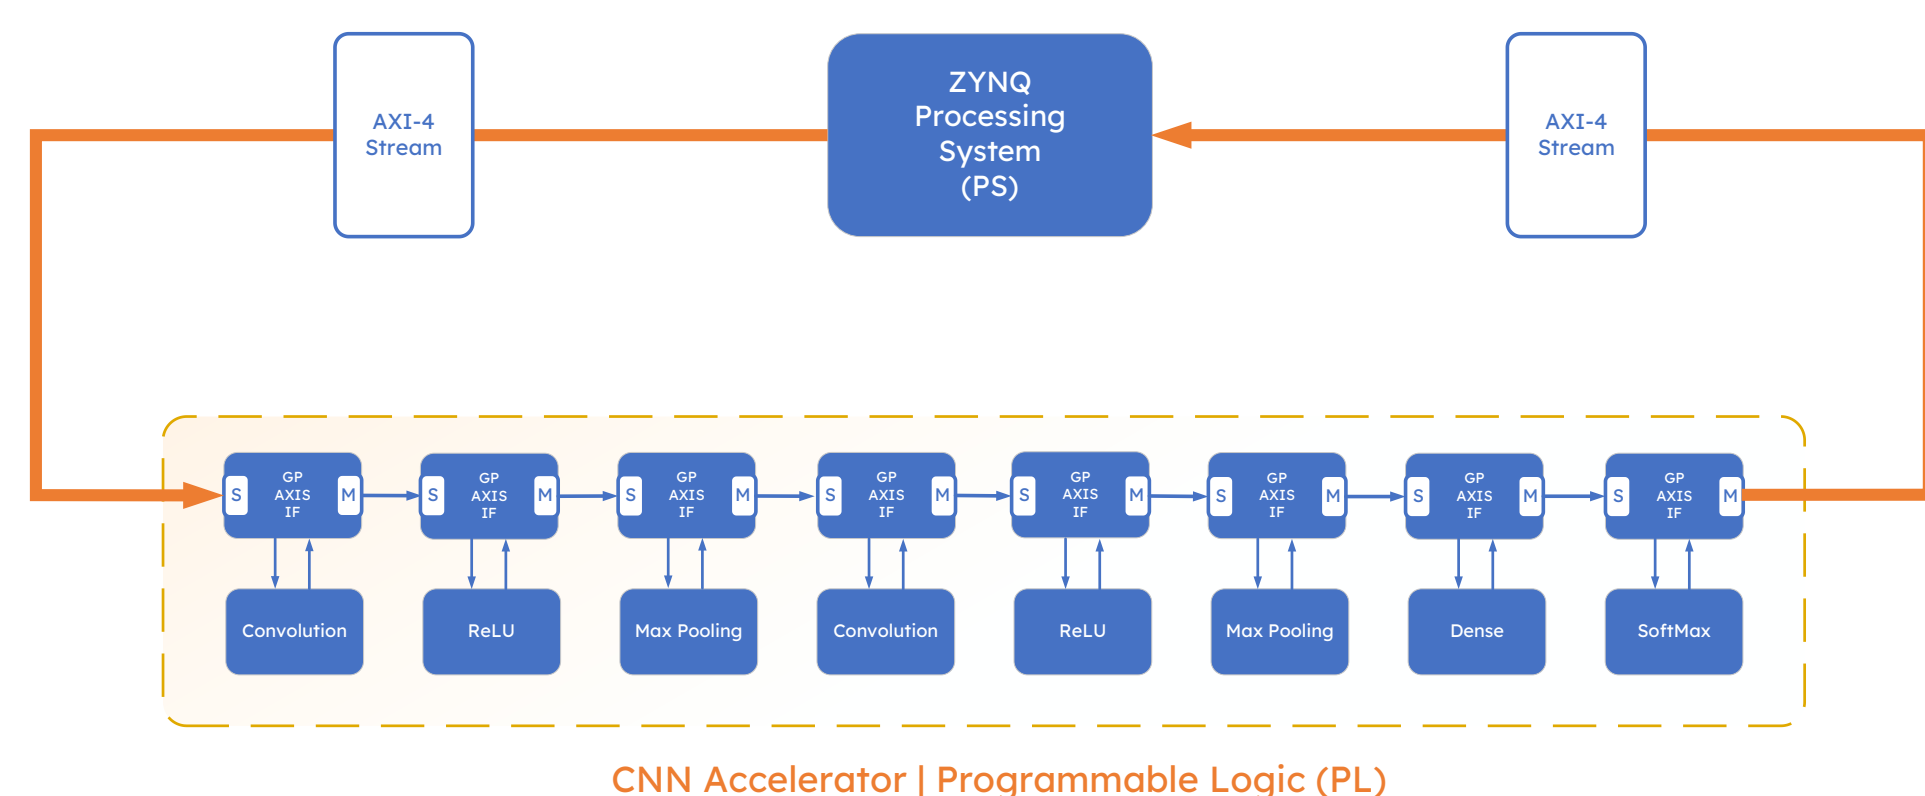 AXI-4
Stream
ZYNQ
Processing
System
(PS)
AXI-4
Stream
S
GP
AXIS
IF
M
S
GP
AXIS
IF
M
S
GP
AXIS
IF
M
S
GP
AXIS
IF
M
S
GP
AXIS
IF
M
S
GP
AXIS
IF
M
S
GP
AXIS
IF
M
S
GP
AXIS
IF
M
Convolution
ReLU
Max Pooling
Convolution
ReLU
Max Pooling
Dense
SoftMax
CNN Accelerator | Programmable Logic (PL)